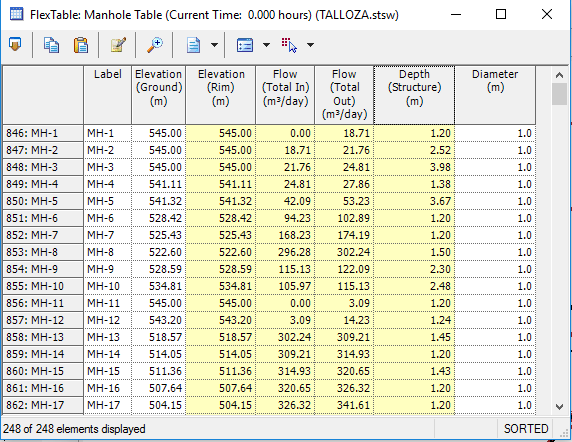 FlexTable: Manhole Table (Current Time: 0.000 hours) (TALLOZA.stsw)
Label Elevation (Ground) (m) Elevation (Rim) (m) Flow (Total In) (m³/day) Flow (Total Out) (m³/day) Depth (Structure) (m) Diameter (m)
846: MH-1 MH-1 545.00 545.00 0.00 18.71 1.20 1.0
847: MH-2 MH-2 545.00 545.00 18.71 21.76 2.52 1.0
848: MH-3 MH-3 545.00 545.00 21.76 24.81 3.98 1.0
849: MH-4 MH-4 541.11 541.11 24.81 27.86 1.38 1.0
850: MH-5 MH-5 541.32 541.32 42.09 53.23 3.67 1.0
851: MH-6 MH-6 528.42 528.42 94.23 102.89 1.20 1.0
852: MH-7 MH-7 525.43 525.43 168.23 174.19 1.20 1.0
853: MH-8 MH-8 522.60 522.60 296.28 302.24 1.50 1.0
854: MH-9 MH-9 528.59 528.59 115.13 122.09 2.30 1.0
855: MH-10 MH-10 534.81 534.81 105.97 115.13 2.48 1.0
856: MH-11 MH-11 545.00 545.00 0.00 3.09 1.20 1.0
857: MH-12 MH-12 543.20 543.20 3.09 14.23 1.24 1.0
858: MH-13 MH-13 518.57 518.57 302.24 309.21 1.45 1.0
859: MH-14 MH-14 514.05 514.05 309.21 314.93 1.20 1.0
860: MH-15 MH-15 511.36 511.36 314.93 320.65 1.43 1.0
861: MH-16 MH-16 507.64 507.64 320.65 326.32 1.20 1.0
862: MH-17 MH-17 504.15 504.15 326.32 341.61 1.20 1.0
248 of 248 elements displayed SORTED